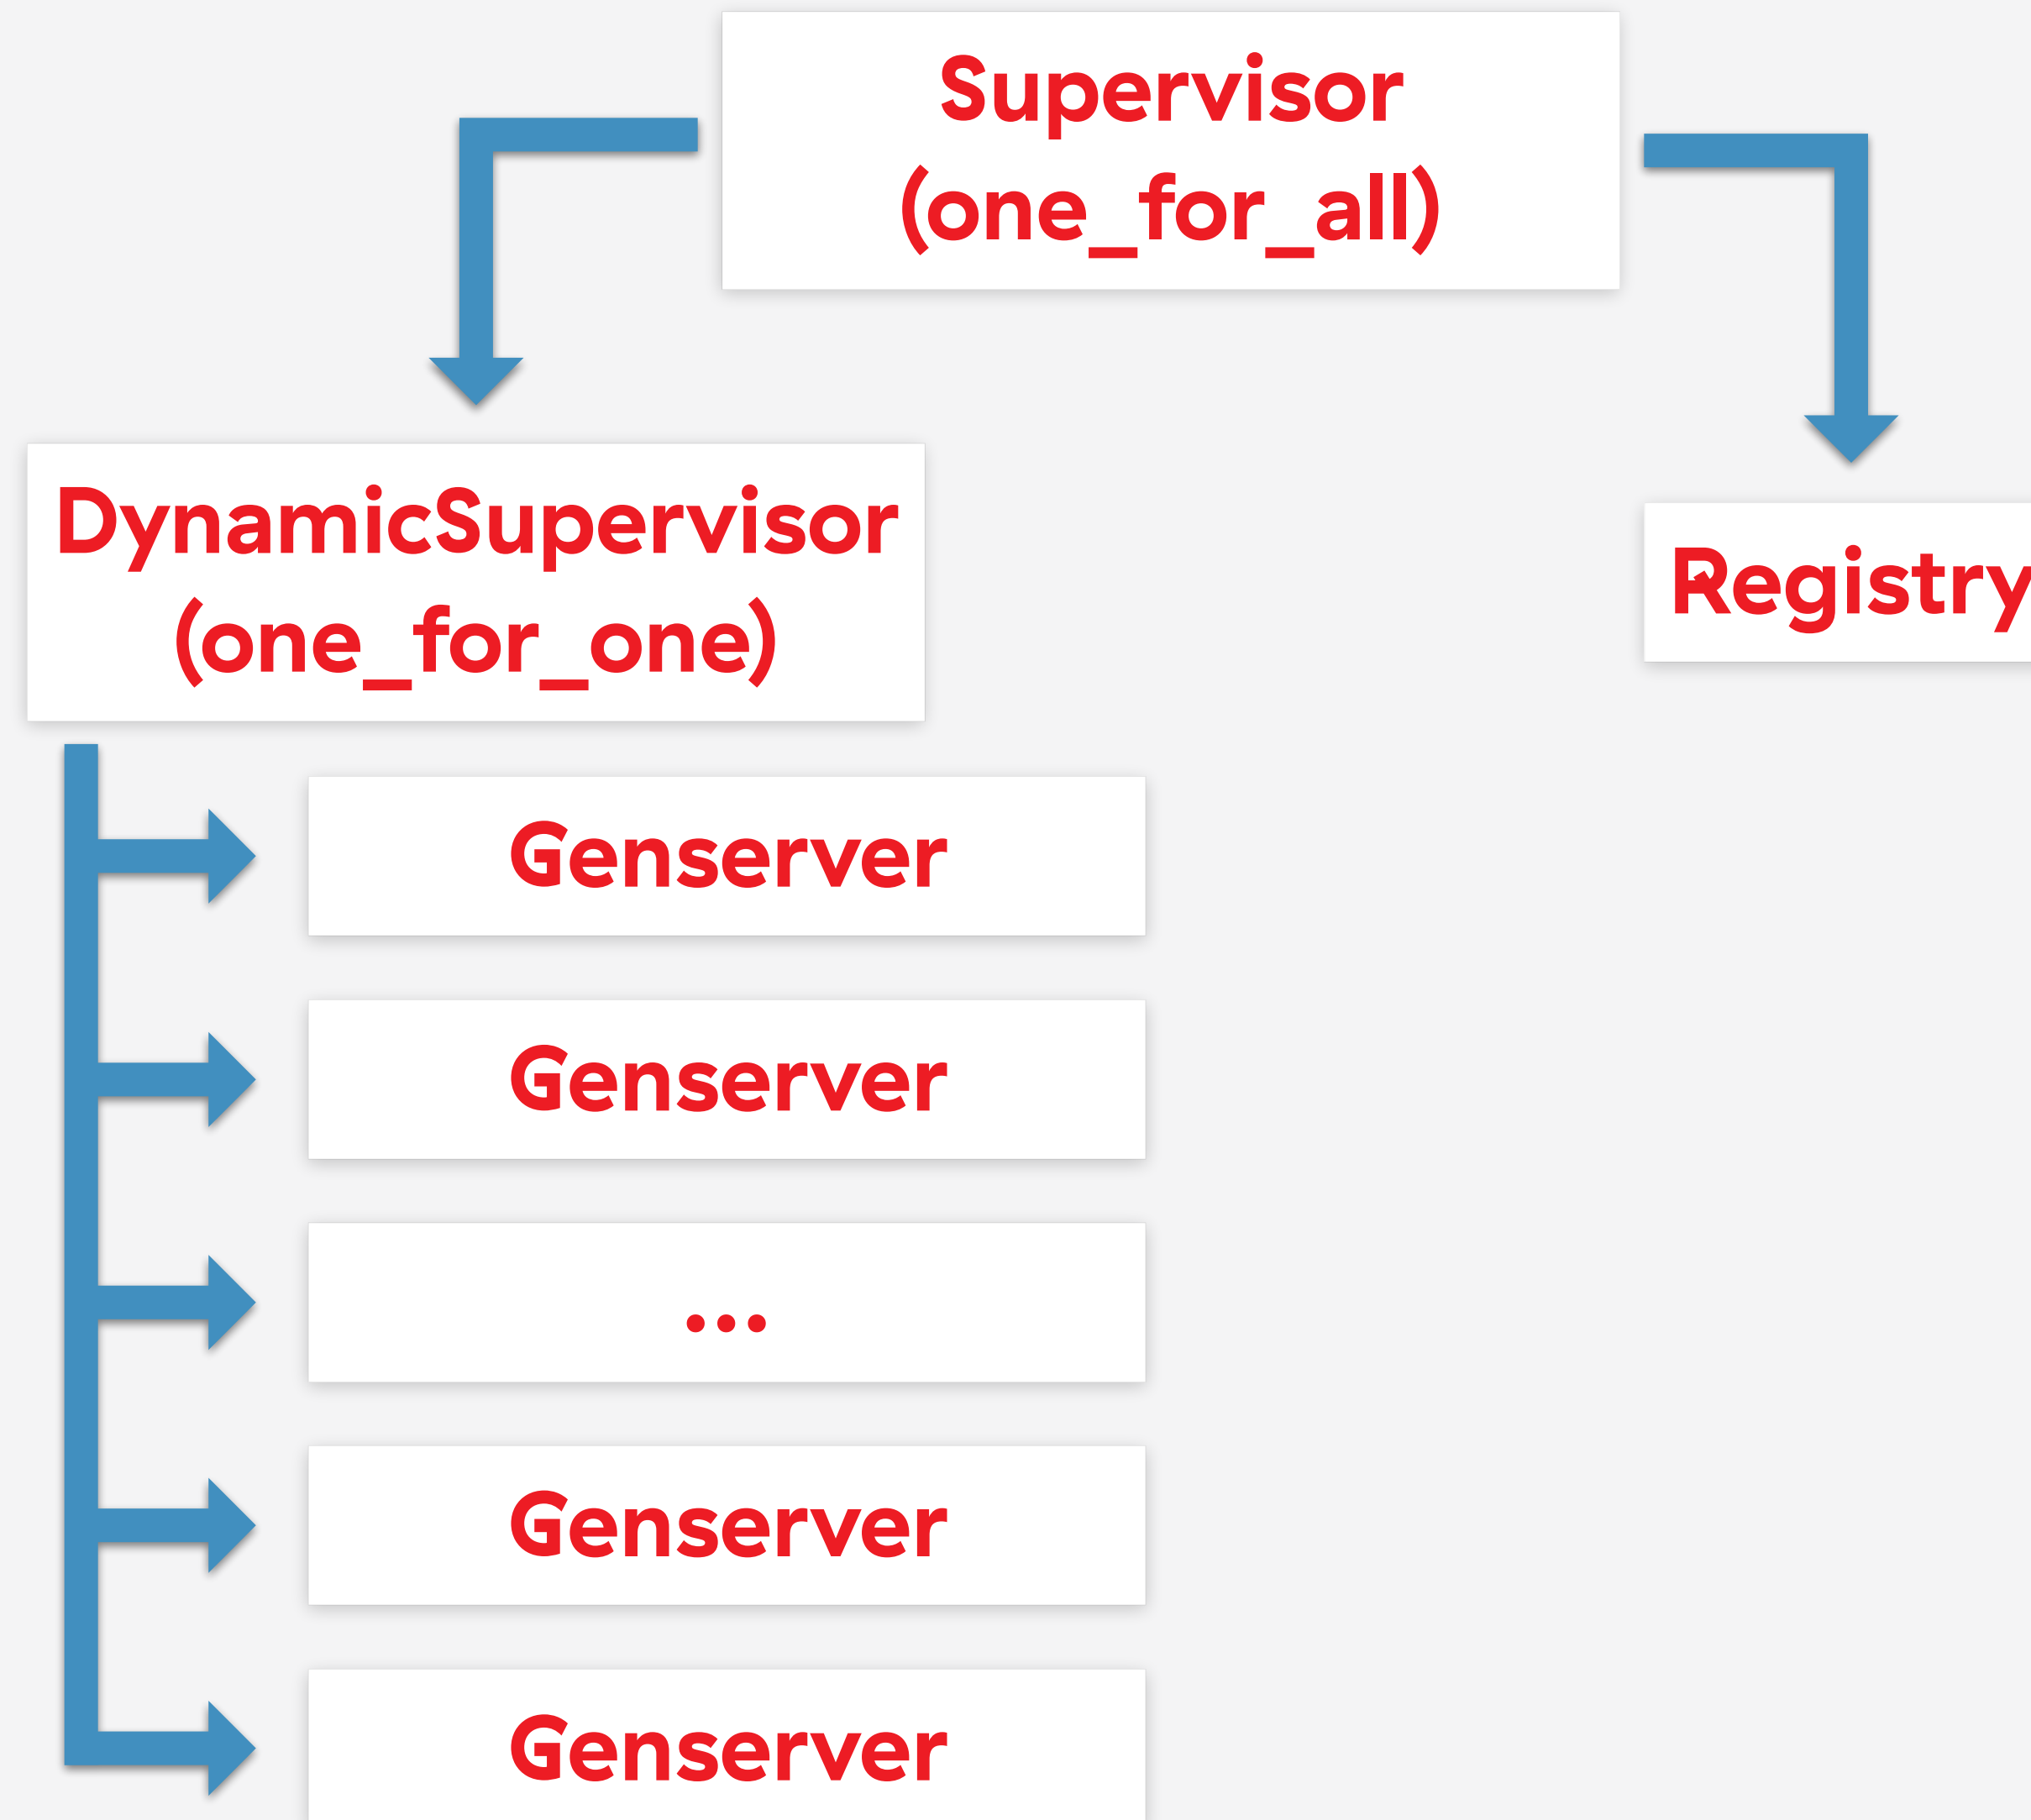 Supervisor
(one_for_all)
DynamicSupervisor
(one_for_one)
Registry
Genserver
Genserver
...
Genserver
Genserver